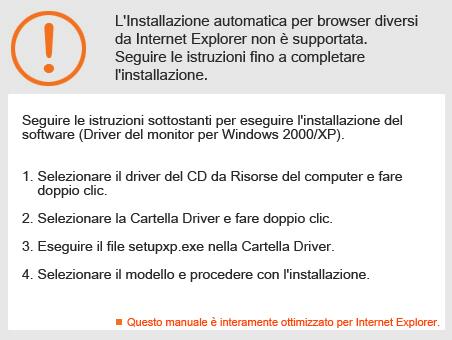 L'Installazione automatica per browser diversi
da Internet Explorer non è supportata.
Seguire le istruzioni fino a completare
l'installazione.
Seguire le istruzioni sottostanti per eseguire l'installazione del
software (Driver del monitor per Windows 2000/XP).
1. Selezionare il driver del CD da Risorse del computer e fare
doppio clic.
2. Selezionare la Cartella Driver e fare doppio clic.
3. Eseguire il file setupxp.exe nella Cartella Driver.
4. Selezionare il modello e procedere con l'installazione.
Questo manuale è interamente ottimizzato per Internet Explorer.